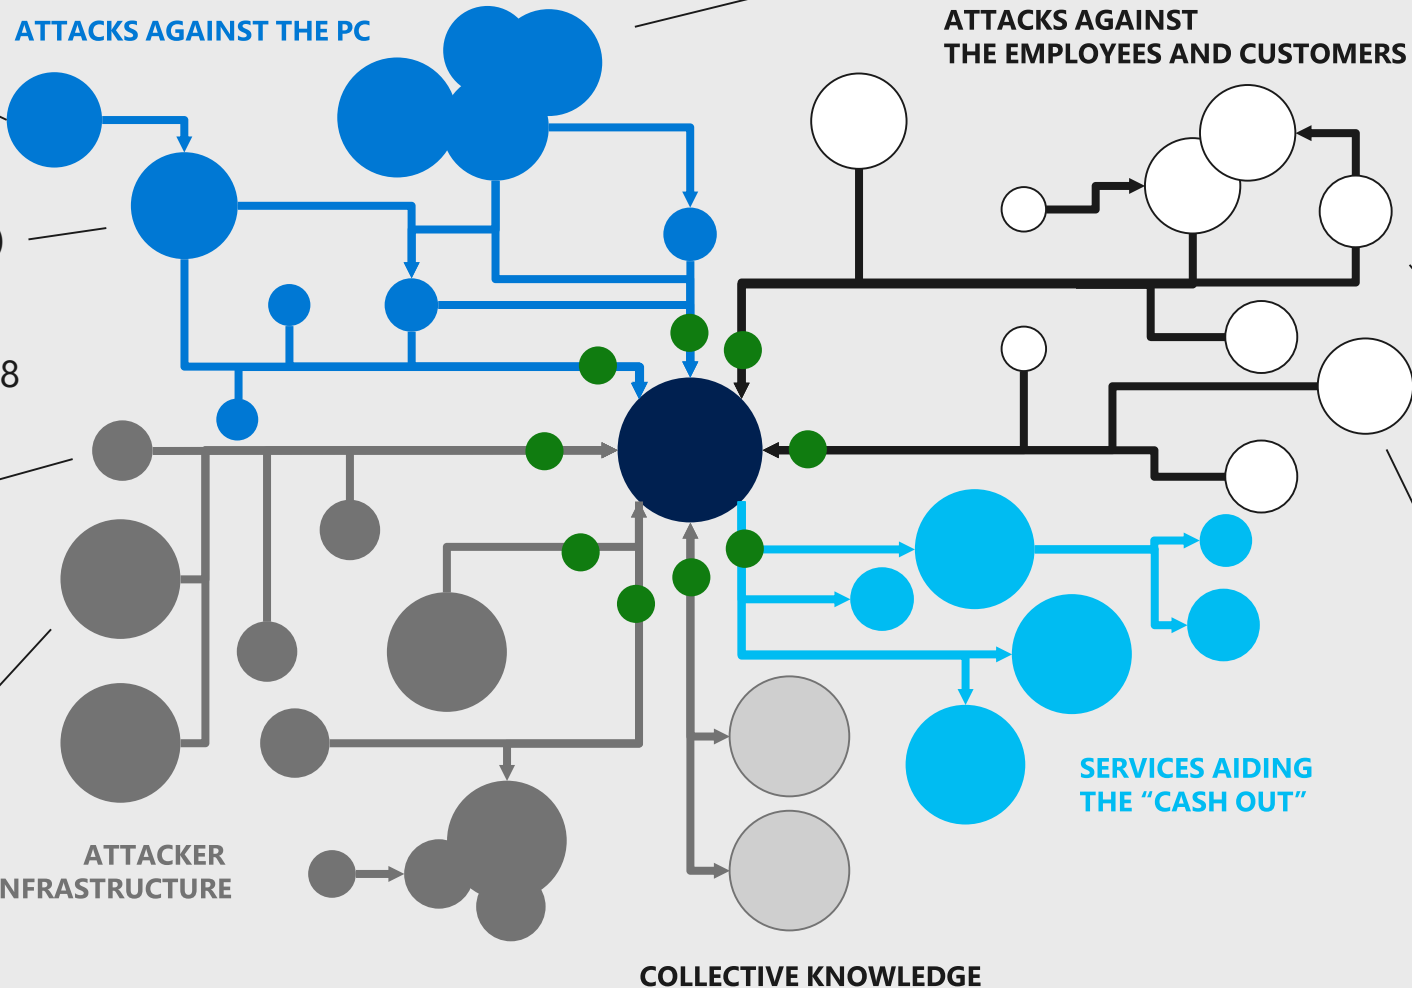 ATTACKS AGAINST THE PC
ATTACKS AGAINST
THE EMPLOYEES AND CUSTOMERS
8
SERVICES AIDING
THE “CASH OUT”
ATTACKER
NFRASTRUCTURE
COLLECTIVE KNOWLEDGE